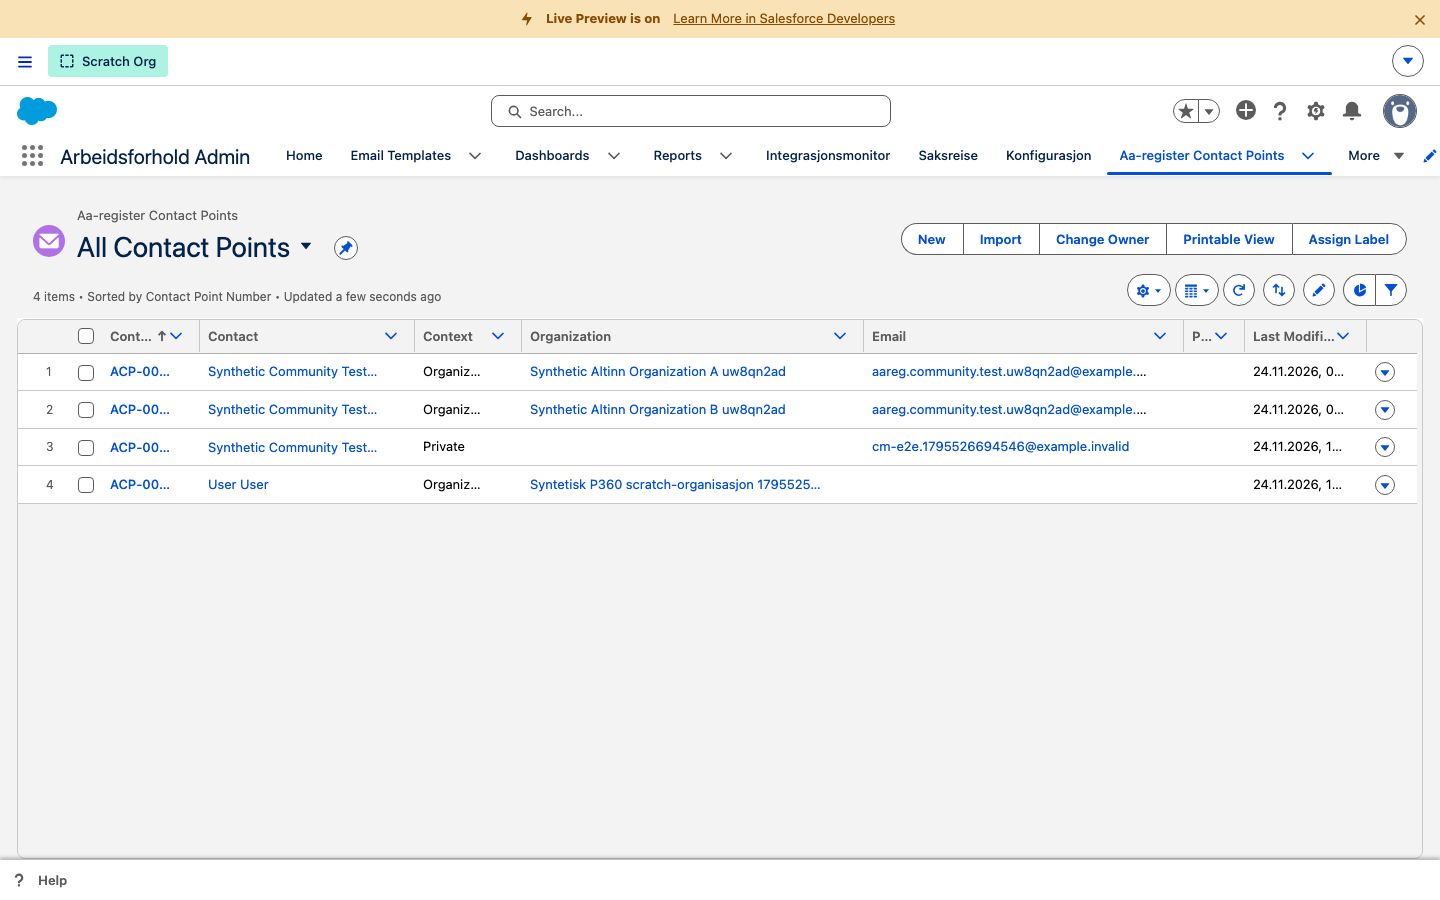 Live Preview is on Learn More in Salesforce Developers
Scratch Org
Search...
Arbeidsforhold Admin Home Email Templates Dashboards Reports Integrasjonsmonitor Saksreise Konfigurasjon Aa-register Contact Points More
Aa-register Contact Points
All Contact Points
New Import Change Owner Printable View Assign Label
4 items • Sorted by Contact Point Number • Updated a few seconds ago
Cont... Contact Context Organization Email P... Last Modifi...
1 ACP-00... Synthetic Community Test... Organiz... Synthetic Altinn Organization A uw8qn2ad aareg.community.test.uw8qn2ad@example.... 24.11.2026, 0...
2 ACP-00... Synthetic Community Test... Organiz... Synthetic Altinn Organization B uw8qn2ad aareg.community.test.uw8qn2ad@example.... 24.11.2026, 0...
3 ACP-00... Synthetic Community Test... Private cm-e2e.1795526694546@example.invalid 24.11.2026, 1...
4 ACP-00... User User Organiz... Syntetisk P360 scratch-organisasjon 1795525... 24.11.2026, 1...
? Help